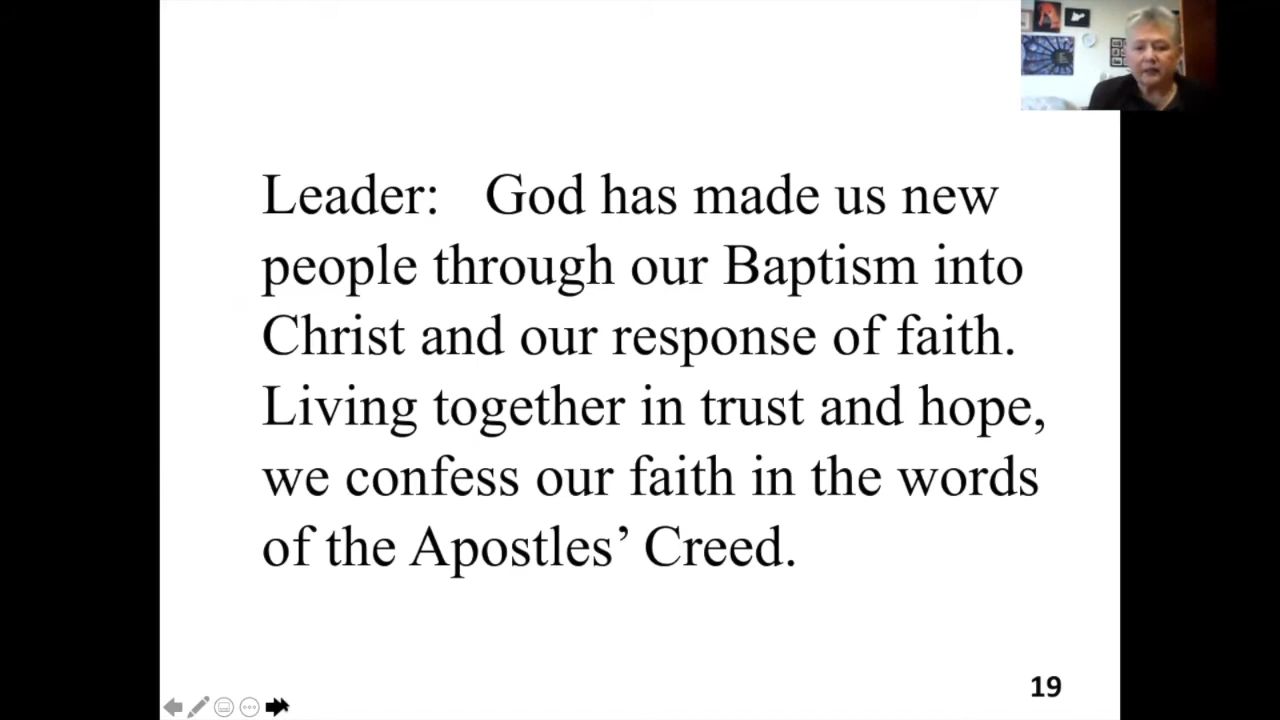 Leader: God has made us new
people through our Baptism into
Christ and our response of faith.
Living together in trust and hope,
we confess our faith in the words
of the Apostles’ Creed.
19